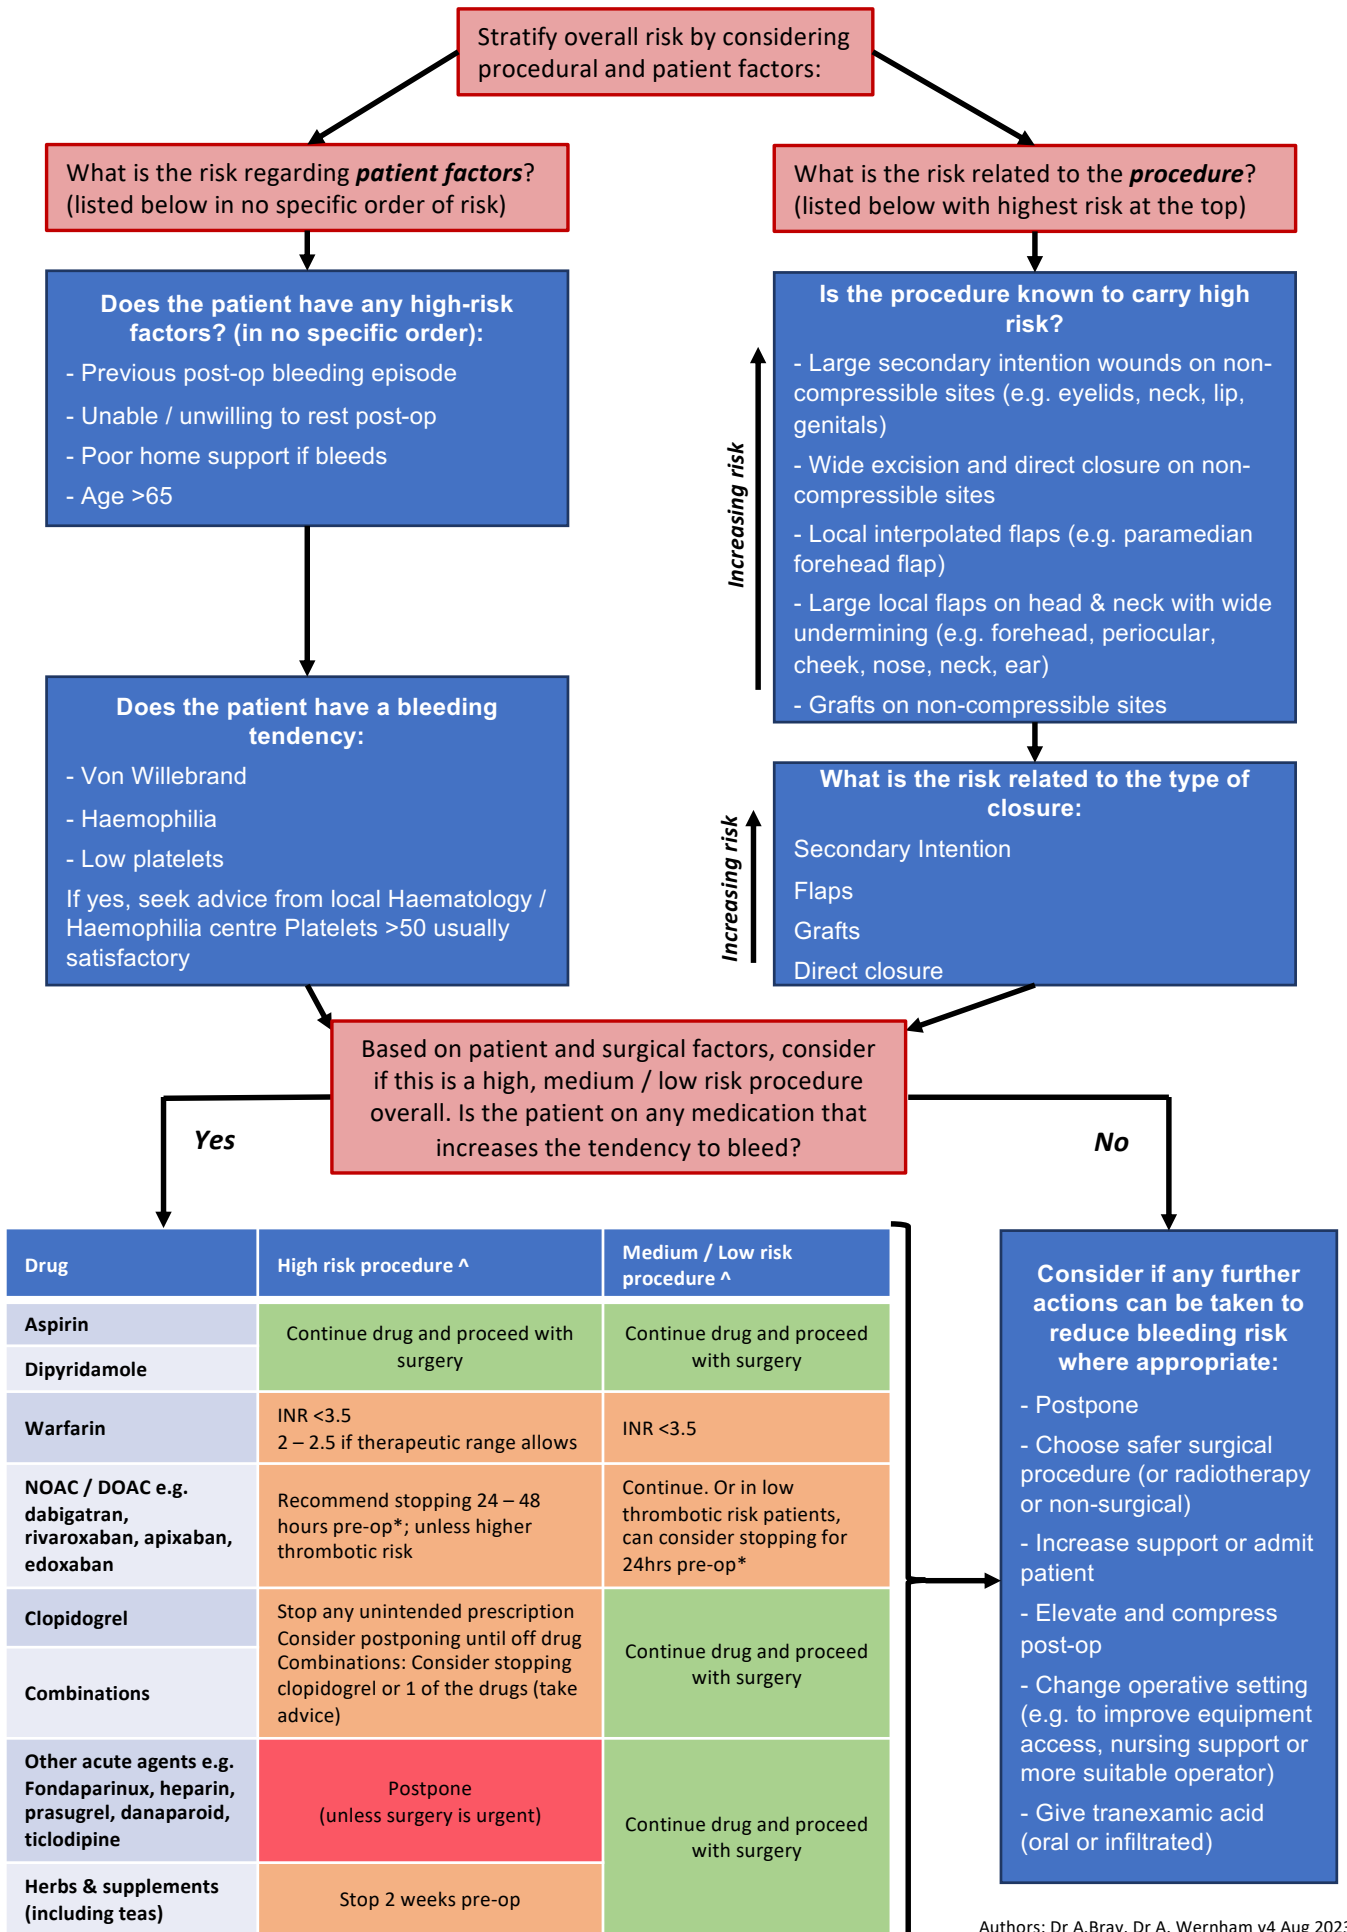 Stratify overall risk by considering
procedural and patient factors:
What is the risk regarding patient factors?
(listed below in no specific order of risk)
What is the risk related to the procedure?
(listed below with highest risk at the top)
Does the patient have any high-risk
factors? (in no specific order):
- Previous post-op bleeding episode
- Unable / unwilling to rest post-op
- Poor home support if bleeds
- Age >65
Increasing risk
Is the procedure known to carry high
risk?
- Large secondary intention wounds on non-
compressible sites (e.g. eyelids, neck, lip,
genitals)
- Wide excision and direct closure on non-
compressible sites
- Local interpolated flaps (e.g. paramedian
forehead flap)
- Large local flaps on head & neck with wide
undermining (e.g. forehead, periocular,
cheek, nose, neck, ear)
- Grafts on non-compressible sites
Does the patient have a bleeding
tendency:
- Von Willebrand
- Haemophilia
- Low platelets
If yes, seek advice from local Haematology /
Haemophilia centre Platelets >50 usually
satisfactory
Increasing risk
What is the risk related to the type of
closure:
Secondary Intention
Flaps
Grafts
Direct closure
Based on patient and surgical factors, consider
if this is a high, medium / low risk procedure
overall. Is the patient on any medication that
increases the tendency to bleed?
Yes
No
Drug
High risk procedure ^
Medium / Low risk
procedure ^
Aspirin
Dipyridamole
Continue drug and proceed with
surgery
Continue drug and proceed
with surgery
Warfarin
INR <3.5
2 – 2.5 if therapeutic range allows
INR <3.5
NOAC / DOAC e.g.
dabigatran,
rivaroxaban, apixaban,
edoxaban
Recommend stopping 24 – 48
hours pre-op*; unless higher
thrombotic risk
Continue. Or in low
thrombotic risk patients,
can consider stopping for
24hrs pre-op*
Clopidogrel
Combinations
Stop any unintended prescription
Consider postponing until off drug
Combinations: Consider stopping
clopidogrel or 1 of the drugs (take
advice)
Continue drug and proceed
with surgery
Other acute agents e.g.
Fondaparinux, heparin,
prasugrel, danaparoid,
ticlodipine
Postpone
(unless surgery is urgent)
Continue drug and proceed
with surgery
Herbs & supplements
(including teas)
Stop 2 weeks pre-op
Consider if any further
actions can be taken to
reduce bleeding risk
where appropriate:
- Postpone
- Choose safer surgical
procedure (or radiotherapy
or non-surgical)
- Increase support or admit
patient
- Elevate and compress
post-op
- Change operative setting
(e.g. to improve equipment
access, nursing support or
more suitable operator)
- Give tranexamic acid
(oral or infiltrated)
Authors: Dr A.Bray, Dr A. Wernham v4 Aug 2023